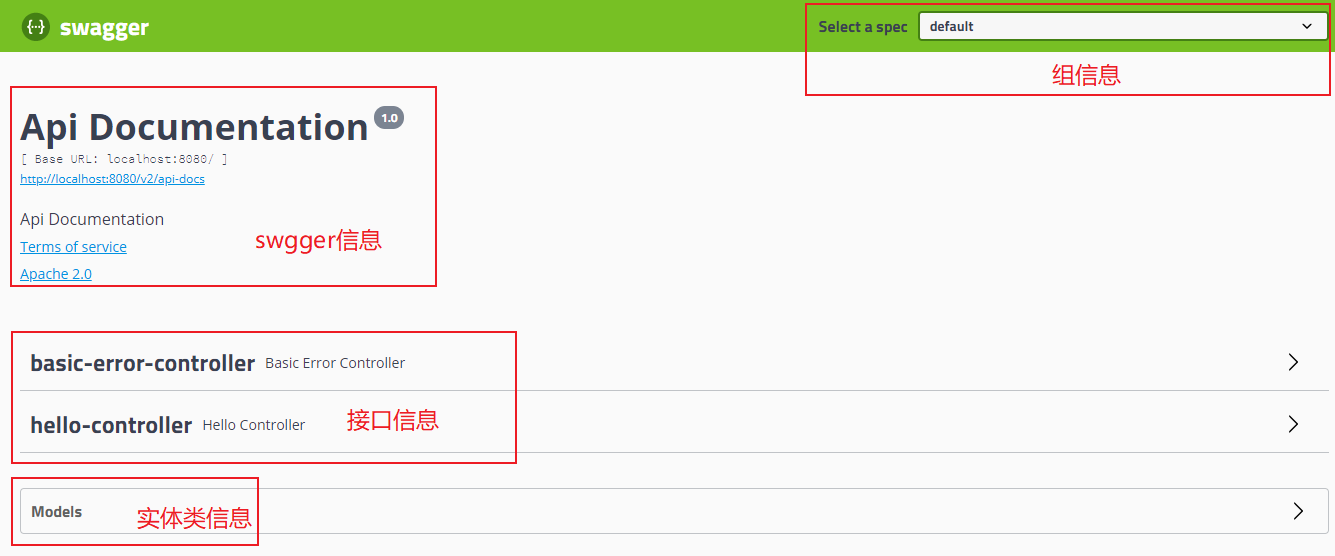 {···} swagger
Select a spec default
组信息
Api Documentation 1.0
[ Base URL: localhost:8080/ ]
http://localhost:8080/v2/api-docs
Api Documentation
swgger信息
Terms of service
Apache 2.0
basic-error-controller Basic Error Controller
hello-controller Hello Controller 接口信息
Models 实体类信息